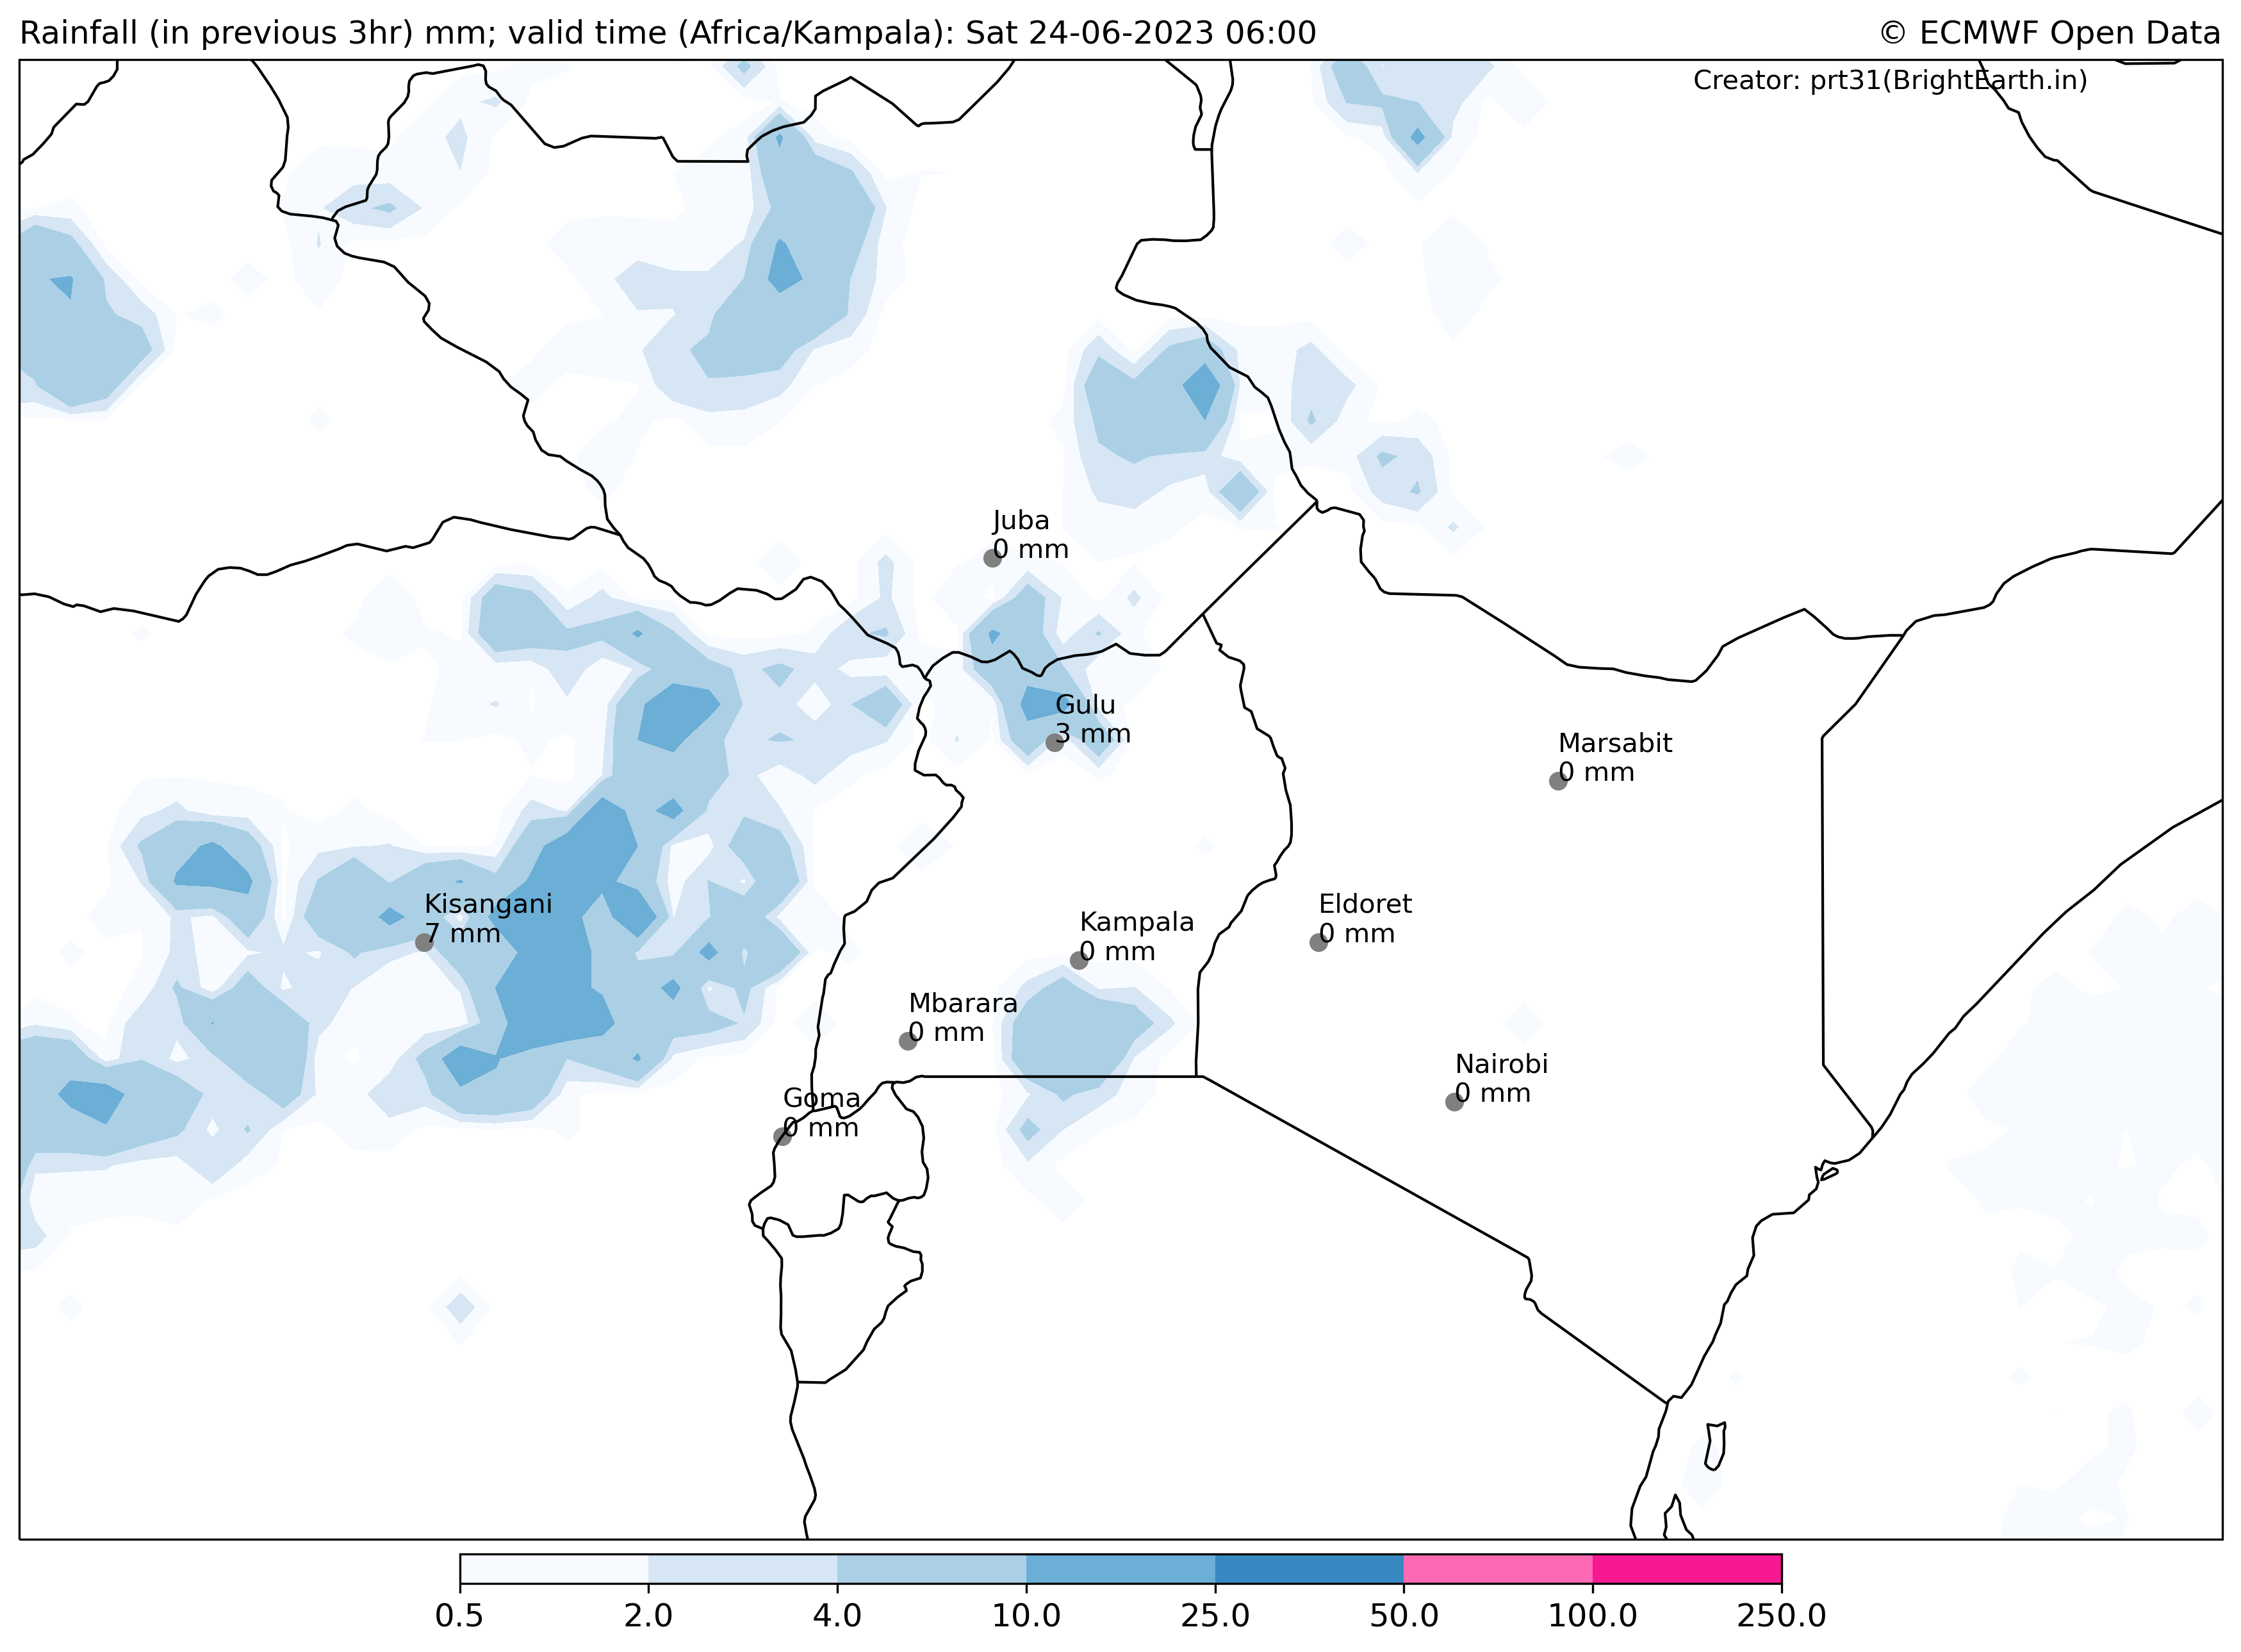 Rainfall (in previous 3hr) mm; valid time (Africa/Kampala): Sat 24-06-2023 06:00
© ECMWF Open Data
Creator: prt31(BrightEarth.in)
Juba
0 mm
Gulu
3 mm
Marsabit
0 mm
Kisangani
7 mm
Kampala
0 mm
Eldoret
0 mm
Mbarara
0 mm
Nairobi
0 mm
Goma
0 mm
0.5 2.0 4.0 10.0 25.0 50.0 100.0 250.0